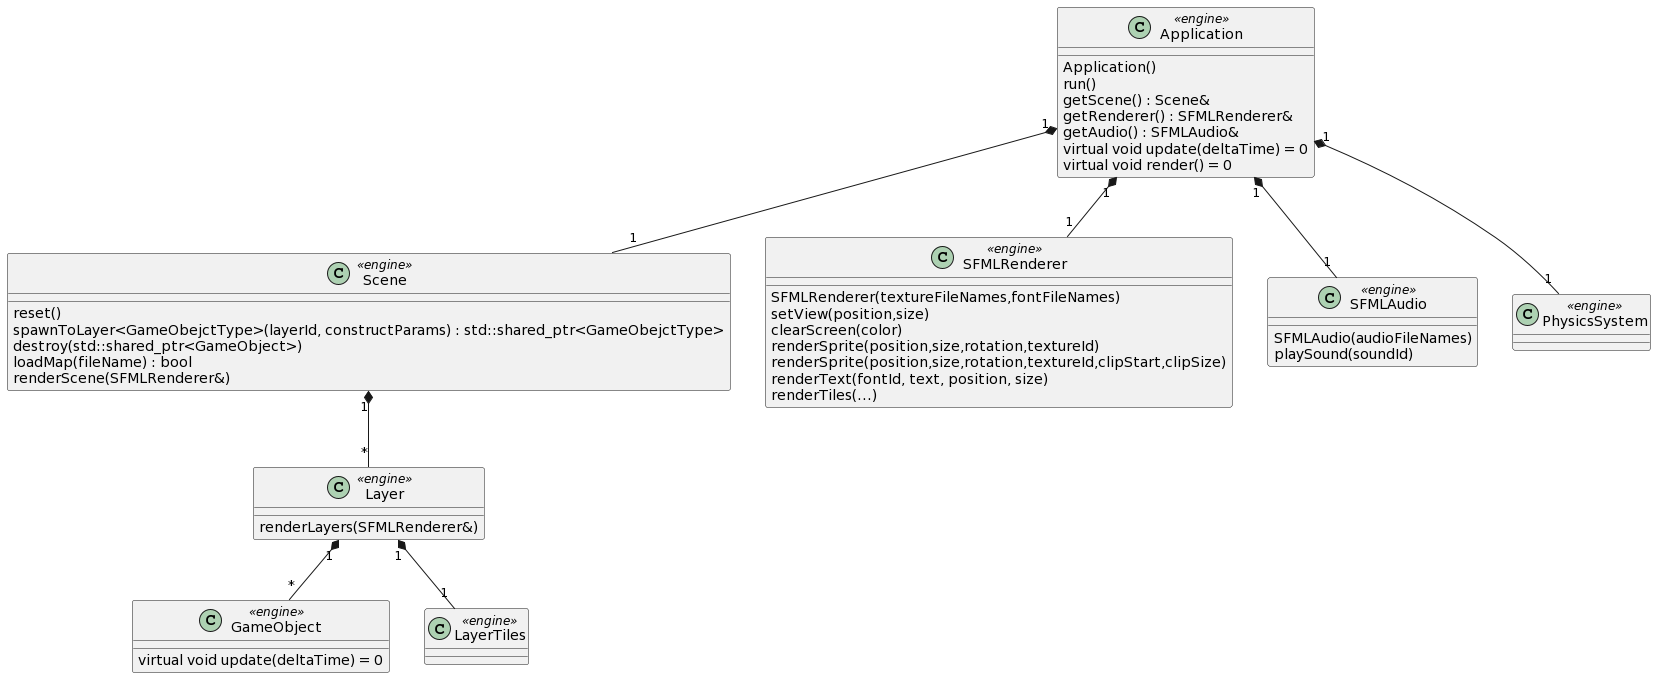 «engine»
C Application
Application()
run()
getScene() : Scene&
getRenderer() : SFMLRenderer&
getAudio() : SFMLAudio&
virtual void update(deltaTime) = 0
virtual void render() = 0
1
1
1
1
1
1
1
1
«engine»
C Scene
reset()
spawnToLayer<GameObejctType>(layerId, constructParams) : std::shared_ptr<GameObejctType>
destroy(std::shared_ptr<GameObject>)
loadMap(fileName) : bool
renderScene(SFMLRenderer&)
«engine»
C SFMLRenderer
SFMLRenderer(textureFileNames,fontFileNames)
setView(position,size)
clearScreen(color)
renderSprite(position,size,rotation,textureId)
renderSprite(position,size,rotation,textureId,clipStart,clipSize)
renderText(fontId, text, position, size)
renderTiles(...)
«engine»
C SFMLAudio
SFMLAudio(audioFileNames)
playSound(soundId)
«engine»
C PhysicsSystem
1
*
«engine»
C Layer
renderLayers(SFMLRenderer&)
1
1
*
1
«engine»
C GameObject
virtual void update(deltaTime) = 0
«engine»
C LayerTiles